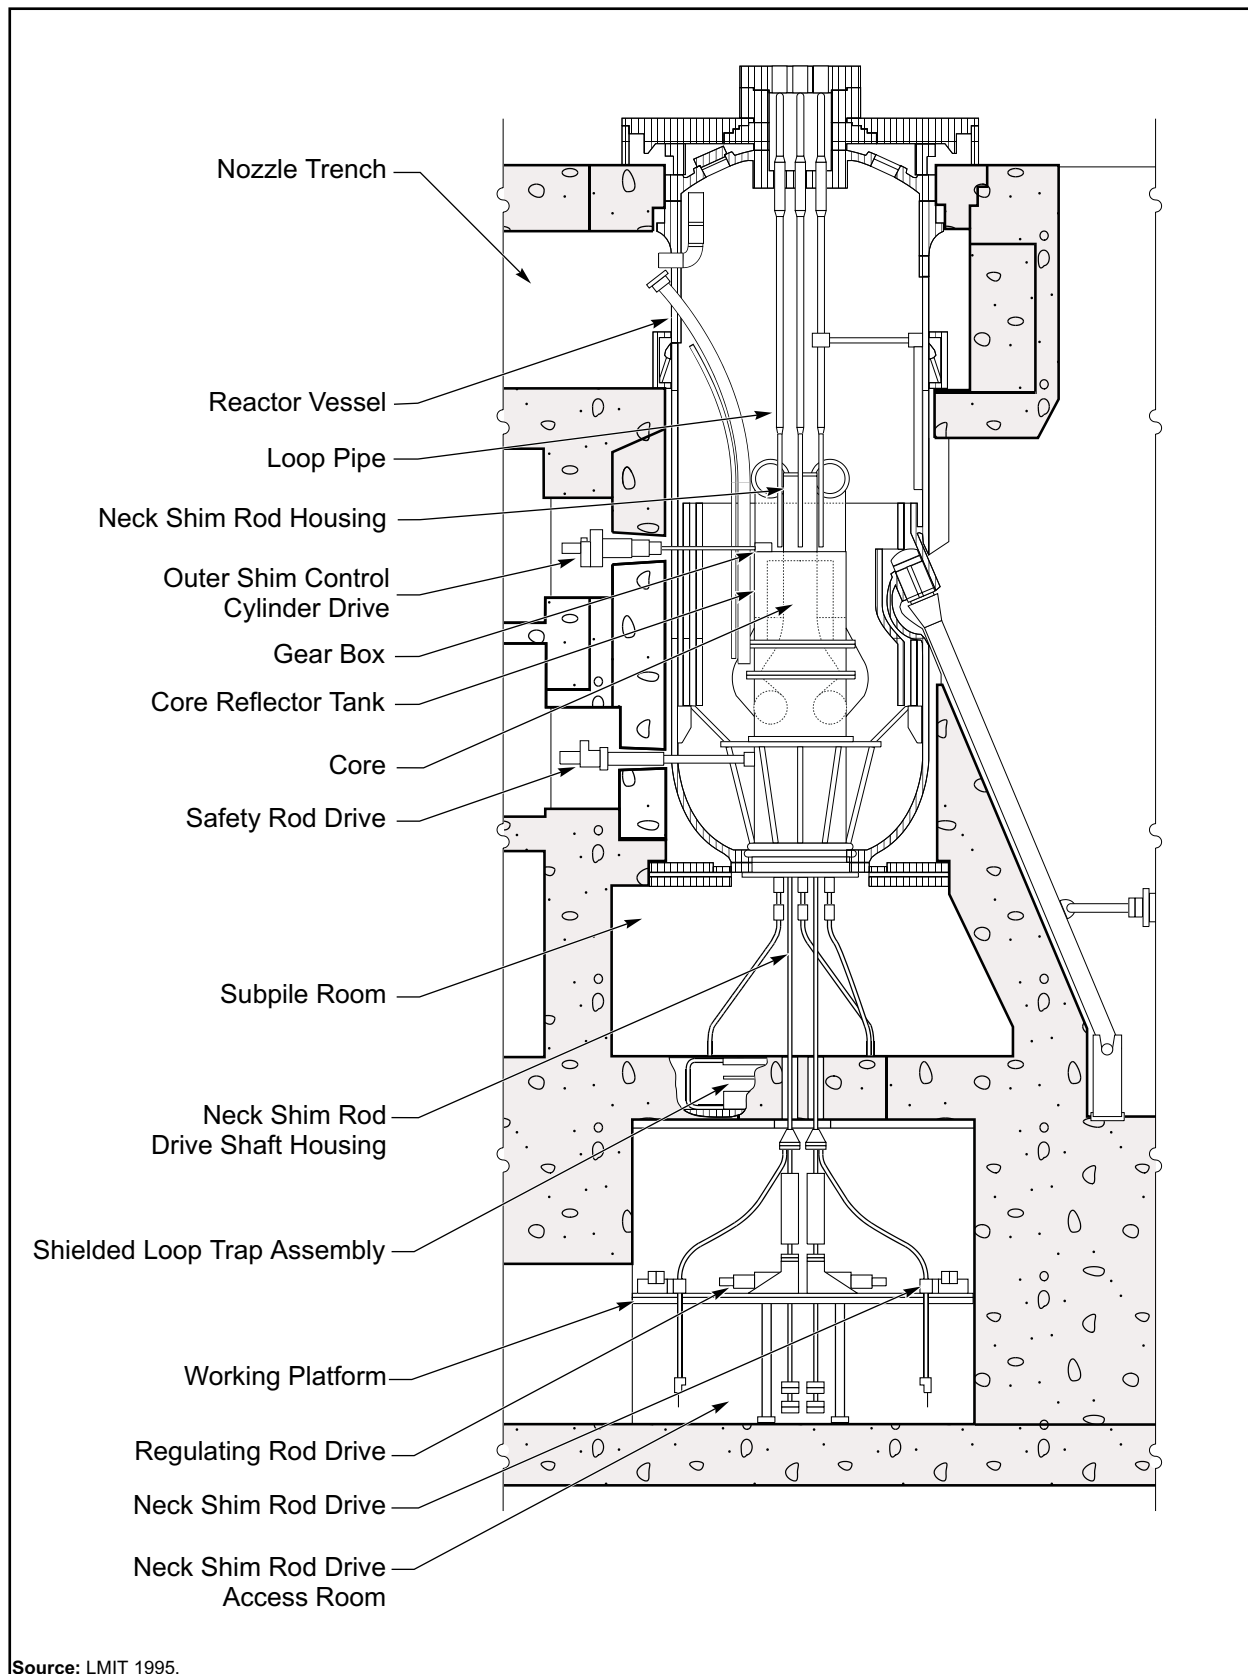 Nozzle Trench
Reactor Vessel
Loop Pipe
Neck Shim Rod Housing
Outer Shim Control
Cylinder Drive
Gear Box
Core Reflector Tank
Core
Safety Rod Drive
Subpile Room
Neck Shim Rod
Drive Shaft Housing
Shielded Loop Trap Assembly
Working Platform
Regulating Rod Drive
Neck Shim Rod Drive
Neck Shim Rod Drive
Access Room
Source: LMIT 1995.